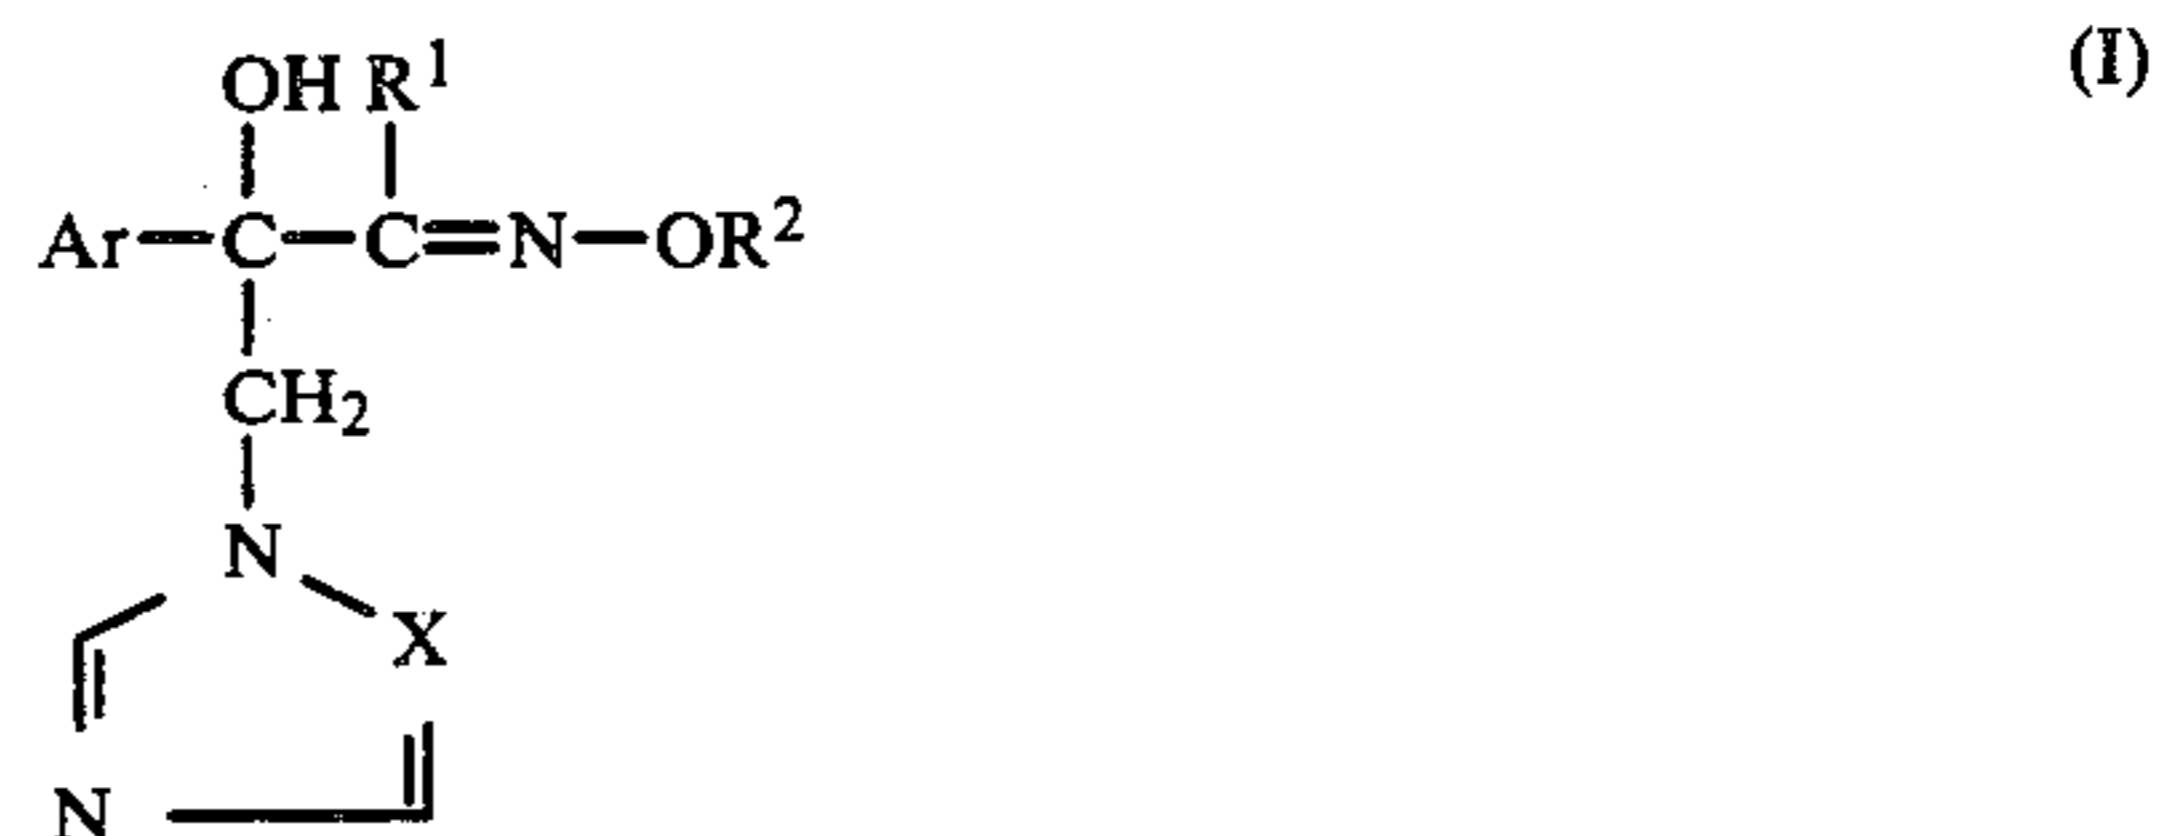 (I)
OH R¹
Ar—C—C=N—OR²
CH₂
N
X
N